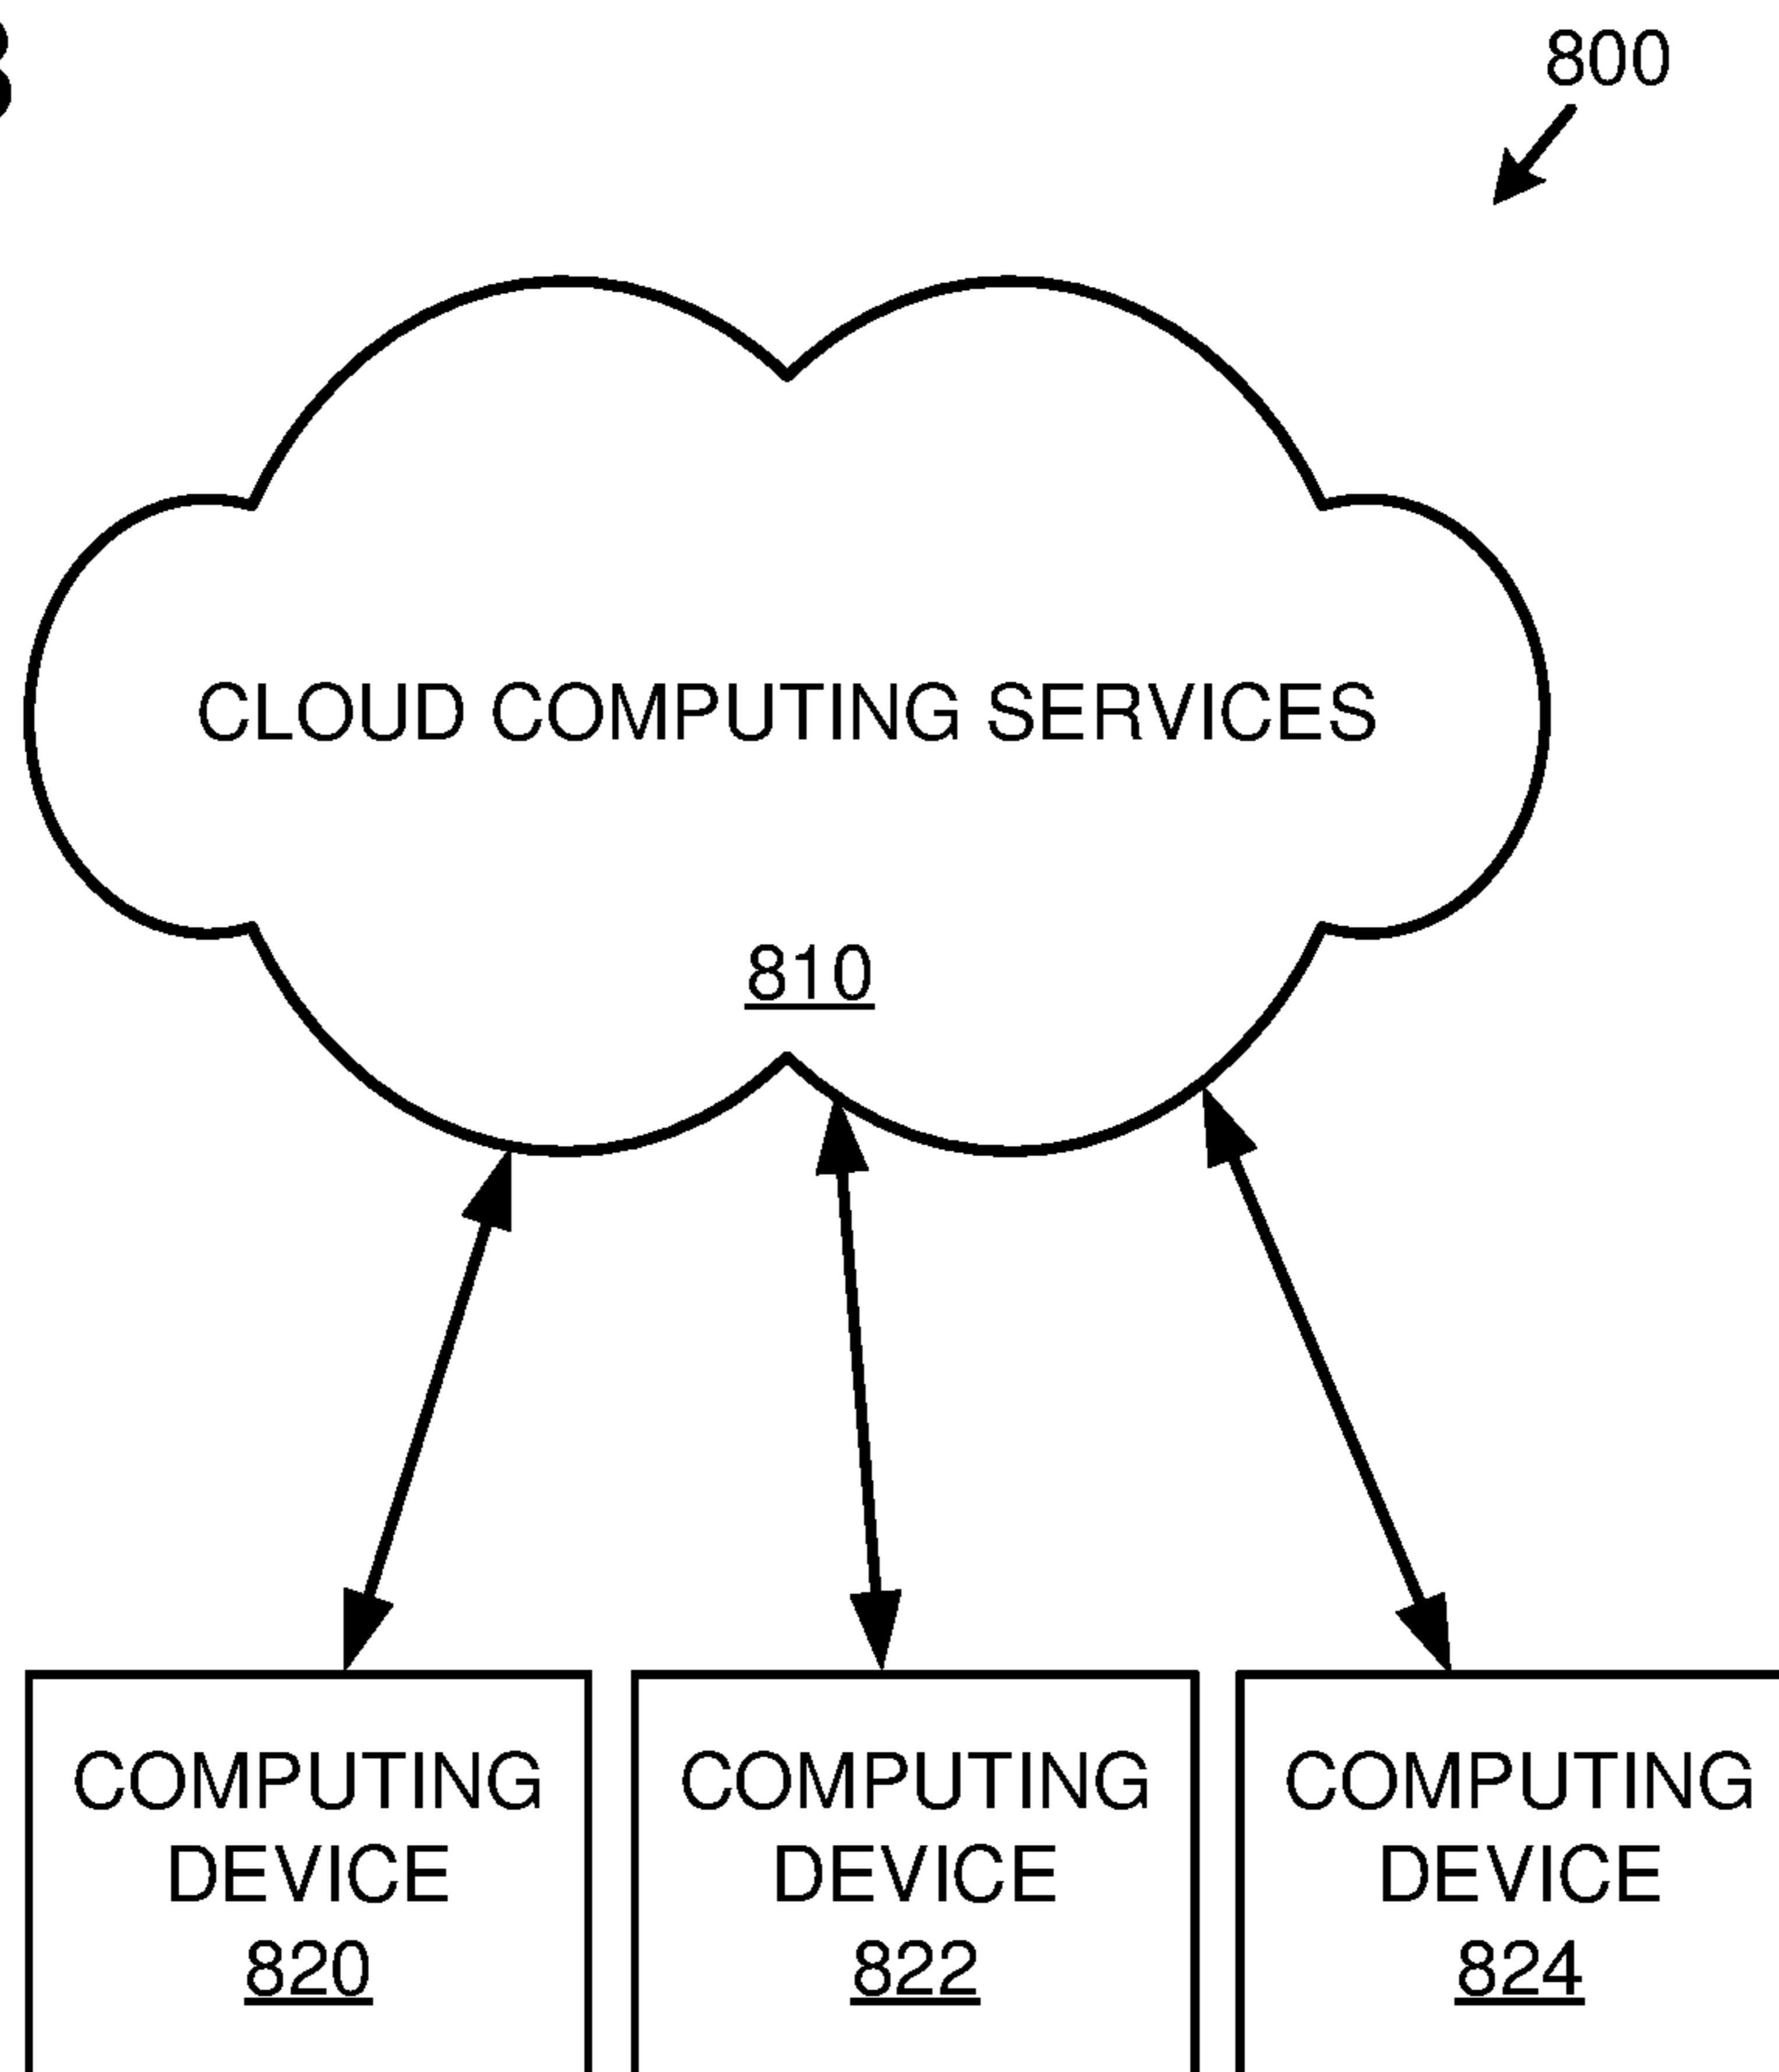 800
CLOUD COMPUTING SERVICES
810
COMPUTING
DEVICE
820
COMPUTING
DEVICE
822
COMPUTING
DEVICE
824